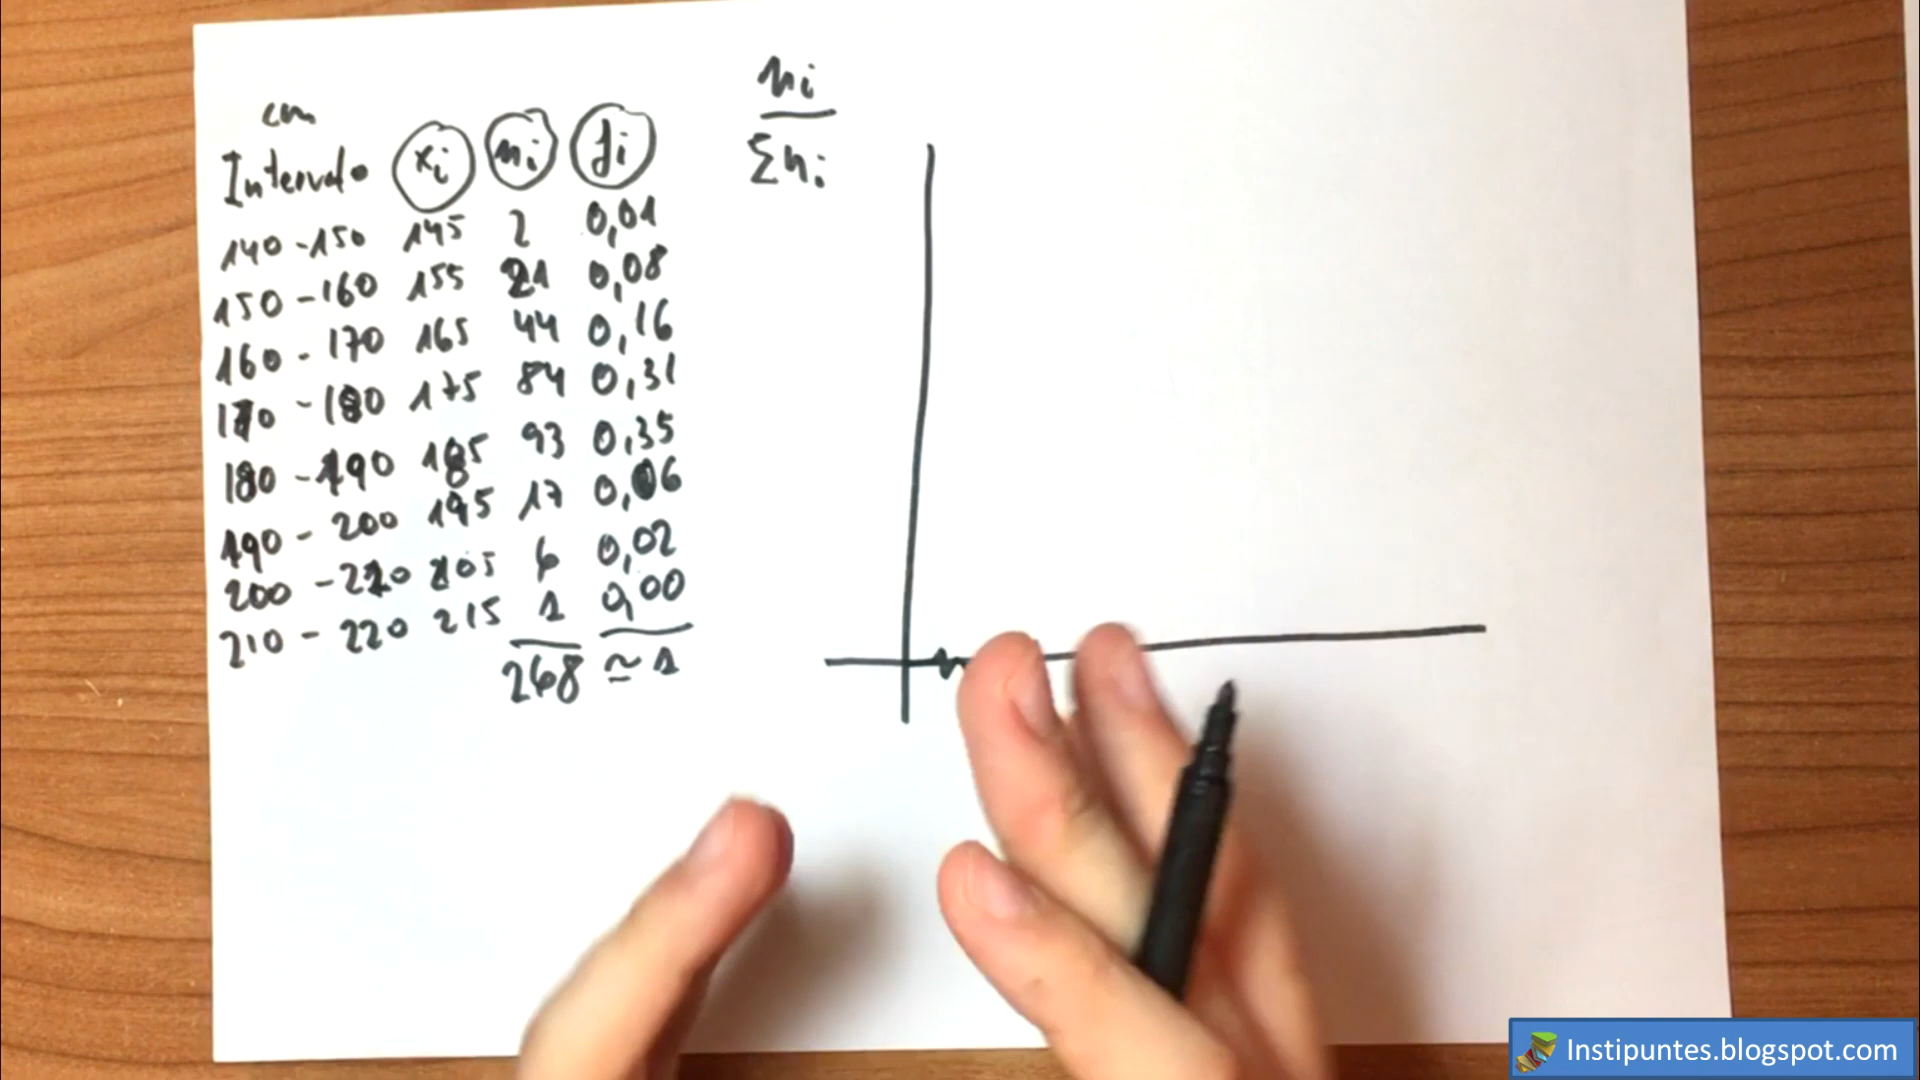 cm
Intervalo xi ni fi
140 - 150 145 2 0,01
150 - 160 155 21 0,08
160 - 170 165 44 0,16
170 - 180 175 84 0,31
180 - 190 185 93 0,35
190 - 200 195 17 0,06
200 - 210 205 6 0,02
210 - 220 215 1 0,00
268 ≃ 1
ni
Σni
Instipuntes.blogspot.com